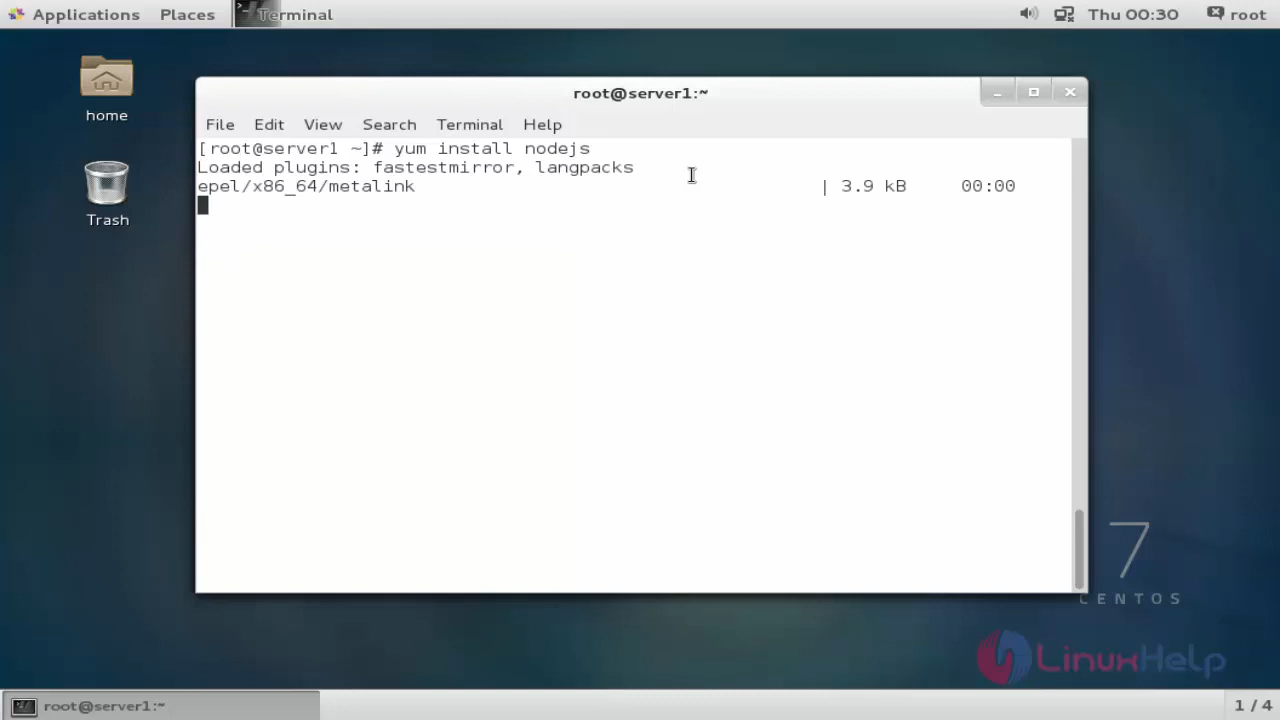 Applications Places Terminal Thu 00:30 root
home
Trash
root@server1:~
File Edit View Search Terminal Help
[root@server1 ~]# yum install nodejs
Loaded plugins: fastestmirror, langpacks
epel/x86_64/metalink | 3.9 kB 00:00
7
CENTOS
LinuxHelp
root@server1:~ 1 / 4